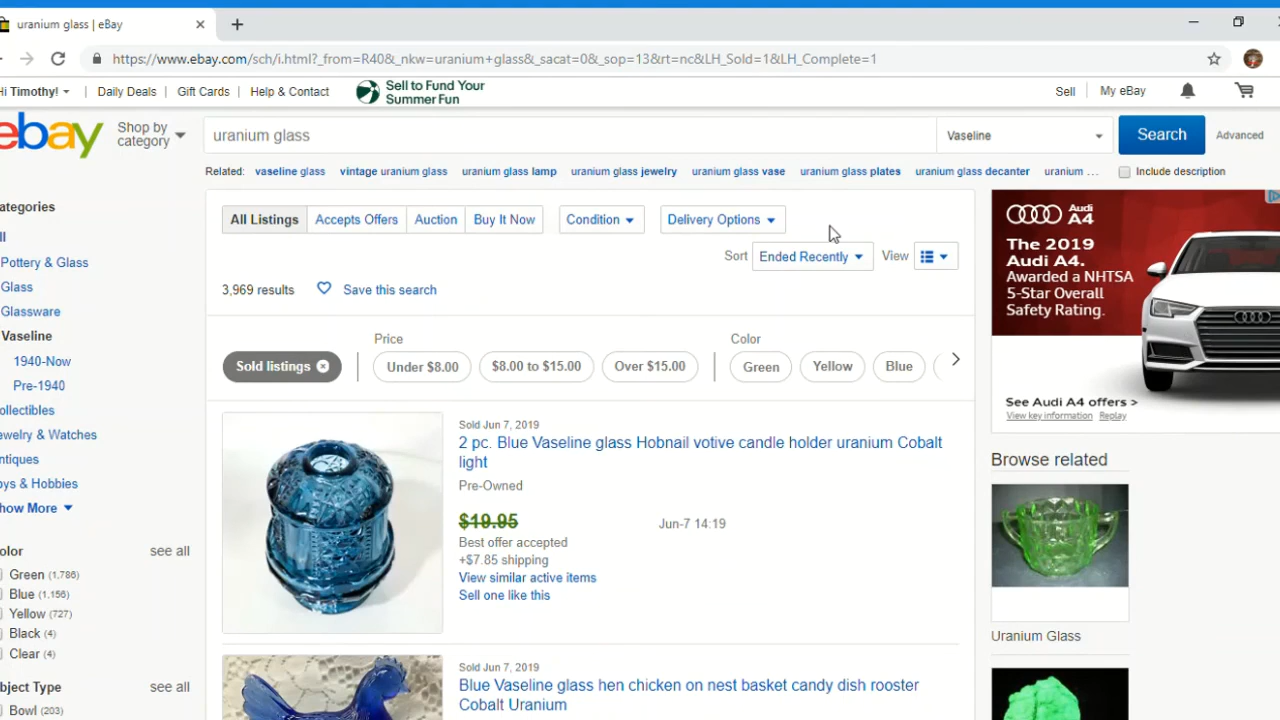 uranium glass | eBay
https://www.ebay.com/sch/i.html?_from=R40&_nkw=uranium+glass&_sacat=0&_sop=13&rt=nc&LH_Sold=1&LH_Complete=1
Hi Timothy!
Daily Deals
Gift Cards
Help & Contact
Sell to Fund Your
Summer Fun
Sell
My eBay
ebay
Shop by
category
uranium glass
Vaseline
Search
Advanced
Related: vaseline glass vintage uranium glass uranium glass lamp uranium glass jewelry uranium glass vase uranium glass plates uranium glass decanter uranium ...
Include description
ategories
ll
Pottery & Glass
Glass
Glassware
Vaseline
1940-Now
Pre-1940
ollectibles
ewelry & Watches
ntiques
oys & Hobbies
how More
olor
see all
Green (1,786)
Blue (1,156)
Yellow (727)
Black (4)
Clear (4)
bject Type
see all
Bowl (203)
All Listings
Accepts Offers
Auction
Buy It Now
Condition
Delivery Options
Sort
Ended Recently
View
3,969 results
Save this search
Price
Color
Sold listings
Under $8.00
$8.00 to $15.00
Over $15.00
Green
Yellow
Blue
Sold Jun 7, 2019
2 pc. Blue Vaseline glass Hobnail votive candle holder uranium Cobalt
light
Pre-Owned
$19.95
Jun-7 14:19
Best offer accepted
+$7.85 shipping
View similar active items
Sell one like this
Sold Jun 7, 2019
Blue Vaseline glass hen chicken on nest basket candy dish rooster
Cobalt Uranium
Audi
A4
The 2019
Audi A4.
Awarded a NHTSA
5-Star Overall
Safety Rating.
See Audi A4 offers >
View key information
Replay
Browse related
Uranium Glass